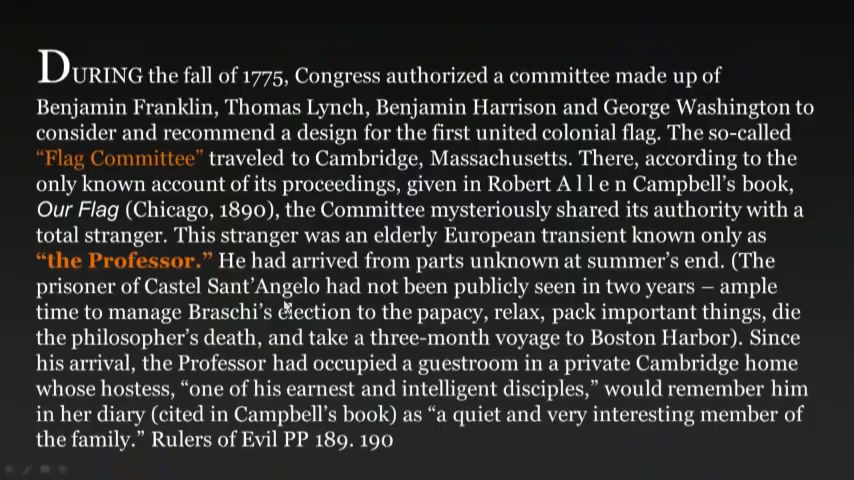 DURING the fall of 1775, Congress authorized a committee made up of
Benjamin Franklin, Thomas Lynch, Benjamin Harrison and George Washington to
consider and recommend a design for the first united colonial flag. The so-called
“Flag Committee” traveled to Cambridge, Massachusetts. There, according to the
only known account of its proceedings, given in Robert A l l e n Campbell’s book,
Our Flag (Chicago, 1890), the Committee mysteriously shared its authority with a
total stranger. This stranger was an elderly European transient known only as
“the Professor.” He had arrived from parts unknown at summer’s end. (The
prisoner of Castel Sant’Angelo had not been publicly seen in two years – ample
time to manage Braschi’s election to the papacy, relax, pack important things, die
the philosopher’s death, and take a three-month voyage to Boston Harbor). Since
his arrival, the Professor had occupied a guestroom in a private Cambridge home
whose hostess, “one of his earnest and intelligent disciples,” would remember him
in her diary (cited in Campbell’s book) as “a quiet and very interesting member of
the family.” Rulers of Evil PP 189. 190